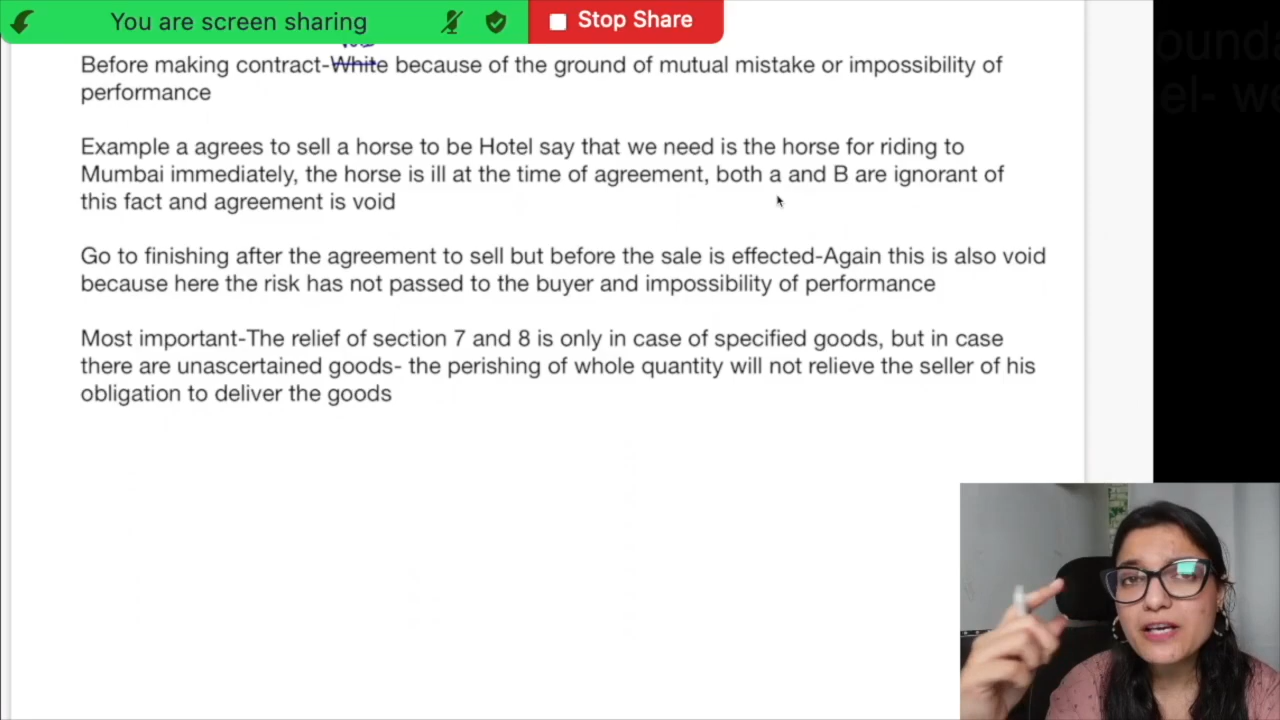 You are screen sharing
Stop Share
Before making contract-White because of the ground of mutual mistake or impossibility of
performance
Example a agrees to sell a horse to be Hotel say that we need is the horse for riding to
Mumbai immediately, the horse is ill at the time of agreement, both a and B are ignorant of
this fact and agreement is void
Go to finishing after the agreement to sell but before the sale is effected-Again this is also void
because here the risk has not passed to the buyer and impossibility of performance
Most important-The relief of section 7 and 8 is only in case of specified goods, but in case
there are unascertained goods- the perishing of whole quantity will not relieve the seller of his
obligation to deliver the goods